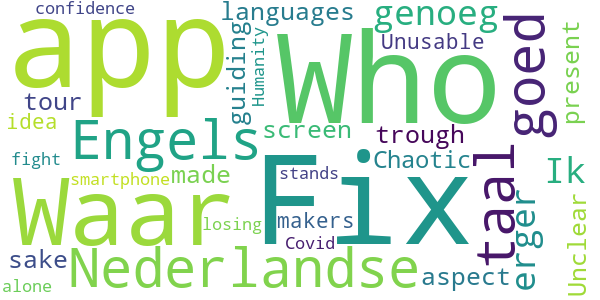 confidence
app
Who
languages
genoeg
Unusable
goed
present
tour
guiding
Humanity
idea
Engels
screen
trough
fight
smartphone
made
Fix
stands
Chaotic
taal
Ik
Waar
losing
makers
Covid
erger
Unclear
sake
Nederlandse
aspect
alone